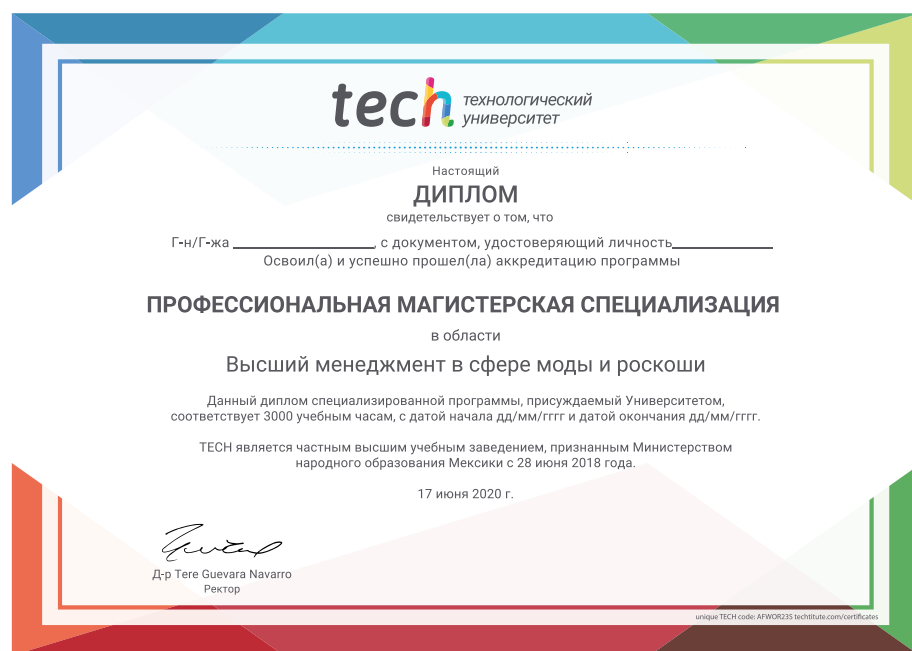 tech технологический
университет
Настоящий
ДИПЛОМ
свидетельствует о том, что
Г-н/Г-жа ____________________, с документом, удостоверяющий личность______________
Освоил(а) и успешно прошел(ла) аккредитацию программы
ПРОФЕССИОНАЛЬНАЯ МАГИСТЕРСКАЯ СПЕЦИАЛИЗАЦИЯ
в области
Высший менеджмент в сфере моды и роскоши
Данный диплом специализированной программы, присуждаемый Университетом,
соответствует 3000 учебным часам, с датой начала дд/мм/гггг и датой окончания дд/мм/гггг.
TECH является частным высшим учебным заведением, признанным Министерством
народного образования Мексики с 28 июня 2018 года.
17 июня 2020 г.
Д-р Tere Guevara Navarro
Ректор
unique TECH code: AFWOR235 techtitute.com/certificates